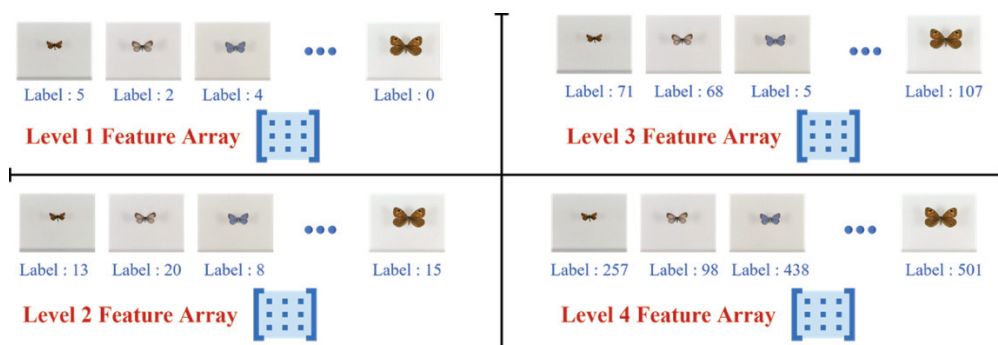 Label : 5 Label : 2 Label : 4 Label : 0
Level 1 Feature Array
Label : 71 Label : 68 Label : 5 Label : 107
Level 3 Feature Array
Label : 13 Label : 20 Label : 8 Label : 15
Level 2 Feature Array
Label : 257 Label : 98 Label : 438 Label : 501
Level 4 Feature Array